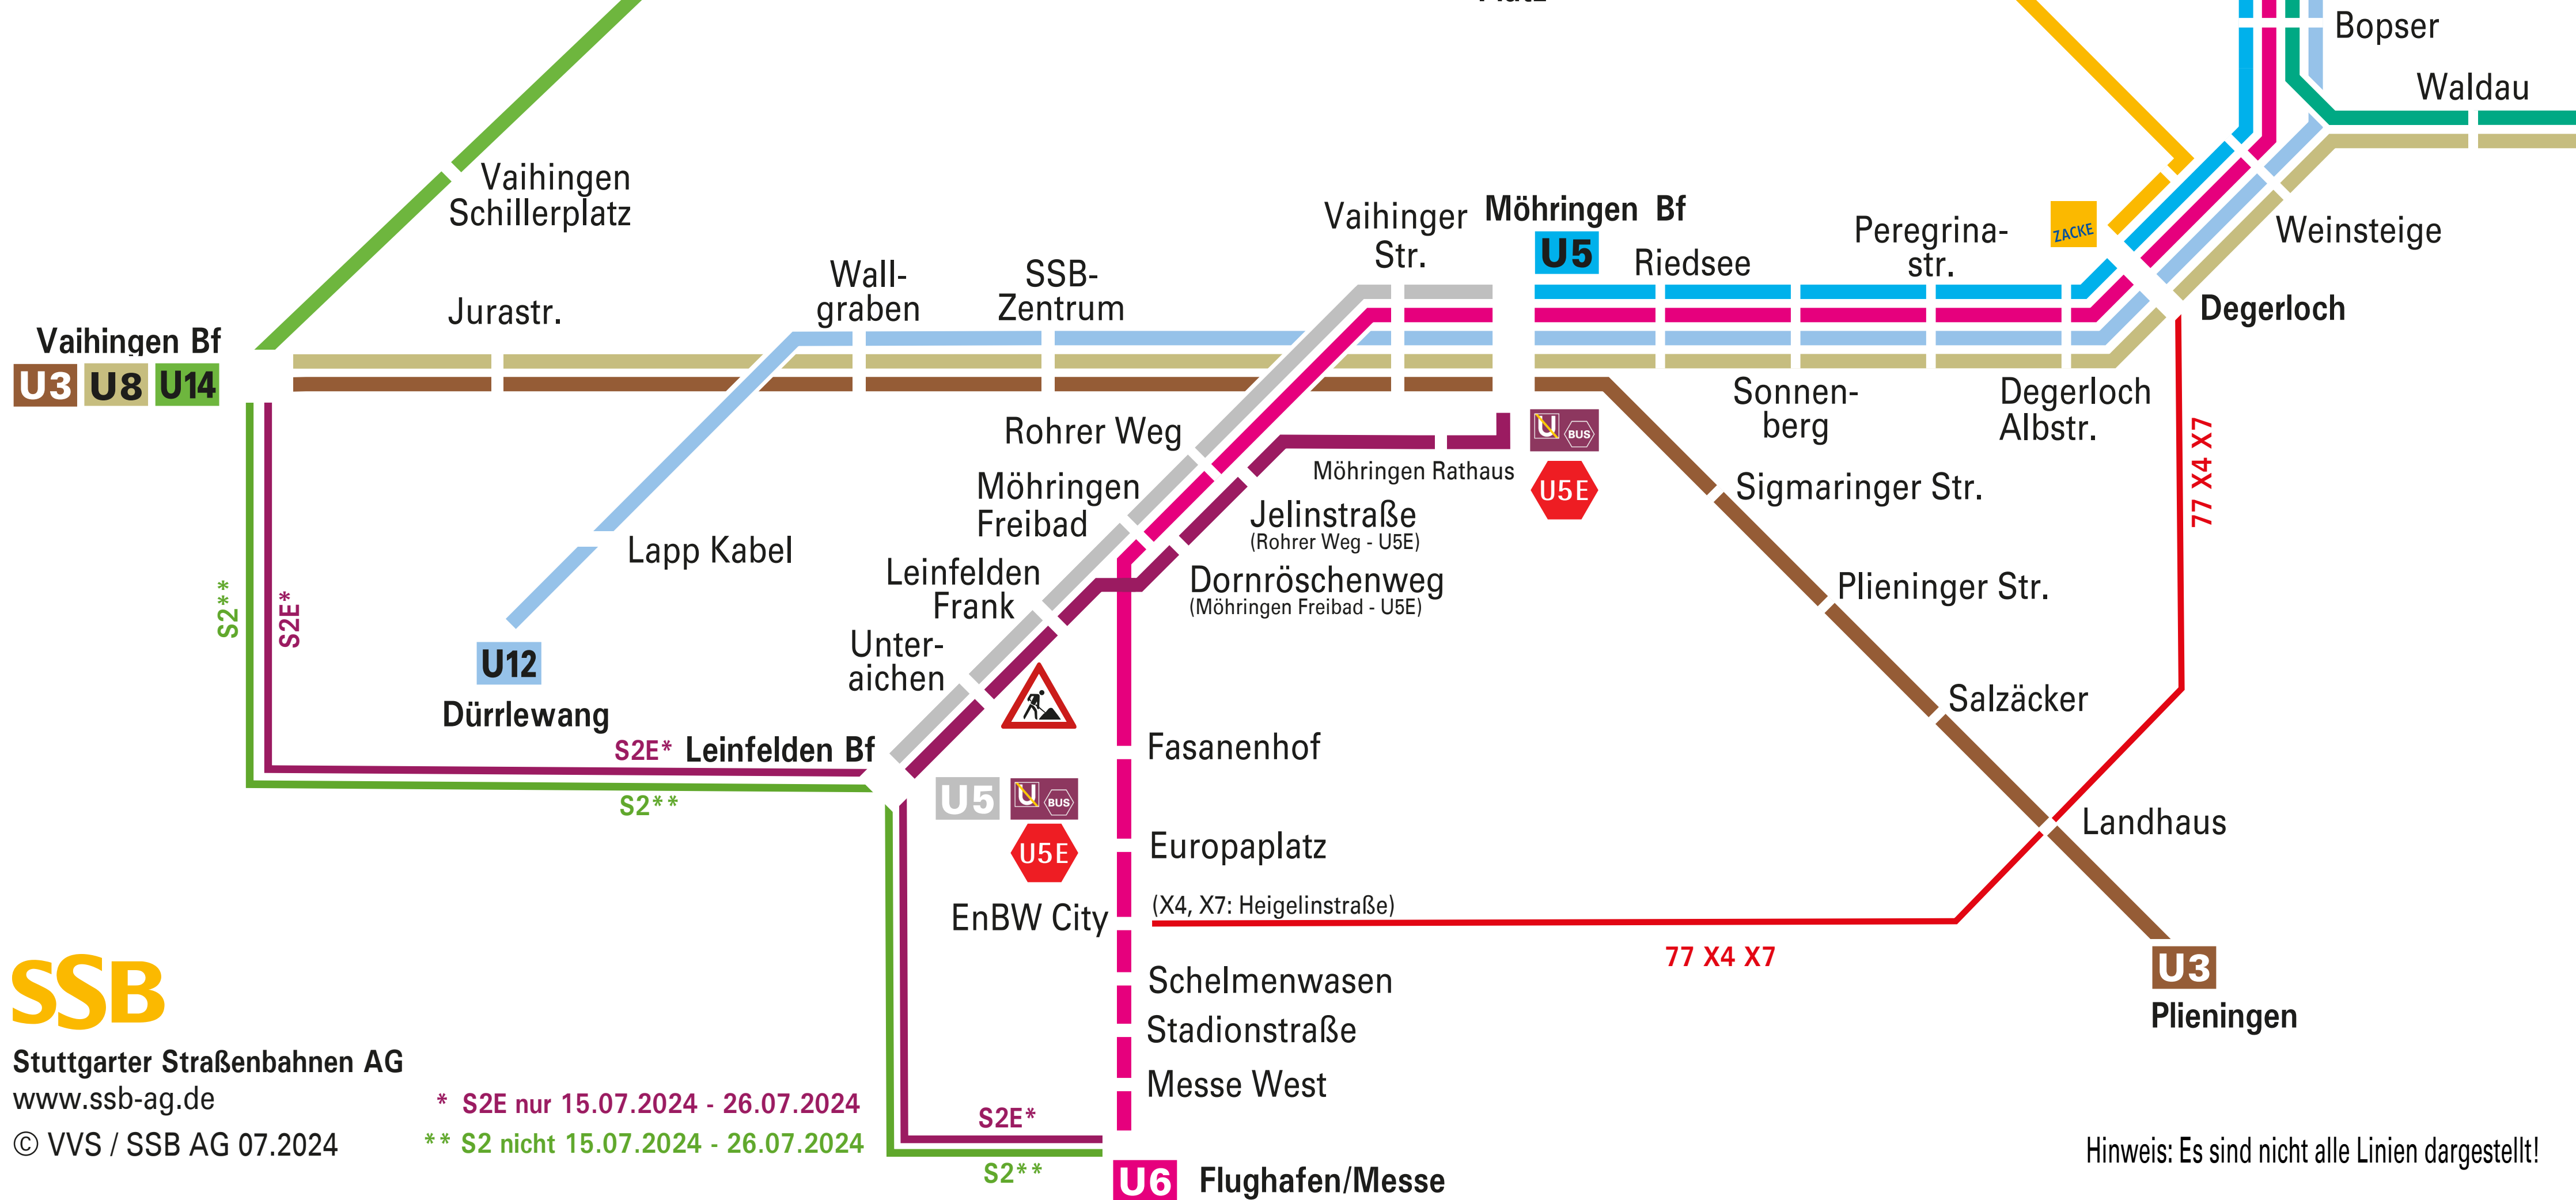 Bopser
Waldau
Vaihingen
Schillerplatz
Weinsteige
Vaihinger
Str.
Möhringen Bf
U5
Riedsee
Peregrina-
str.
ZACKE
Wall-
graben
SSB-
Zentrum
Jurastr.
Degerloch
Vaihingen Bf
U3 U8 U14
Sonnen-
berg
Degerloch
Albstr.
77 X4 X7
Rohrer Weg
U BUS
Möhringen Rathaus
U5E
Möhringen
Freibad
Jelinstraße
(Rohrer Weg - U5E)
Sigmaringer Str.
Lapp Kabel
Leinfelden
Frank
Dornröschenweg
(Möhringen Freibad - U5E)
Plieninger Str.
S2**
S2E*
Unter-
aichen
U12
Dürrlewang
Salzäcker
S2E* Leinfelden Bf
S2**
Fasanenhof
U5 U BUS
U5E
Landhaus
Europaplatz
EnBW City
(X4, X7: Heigelinstraße)
77 X4 X7
U3
Plieningen
Schelmenwasen
Stadionstraße
Messe West
SSB
Stuttgarter Straßenbahnen AG
www.ssb-ag.de
© VVS / SSB AG 07.2024
* S2E nur 15.07.2024 - 26.07.2024
** S2 nicht 15.07.2024 - 26.07.2024
S2E*
S2**
U6 Flughafen/Messe
Hinweis: Es sind nicht alle Linien dargestellt!